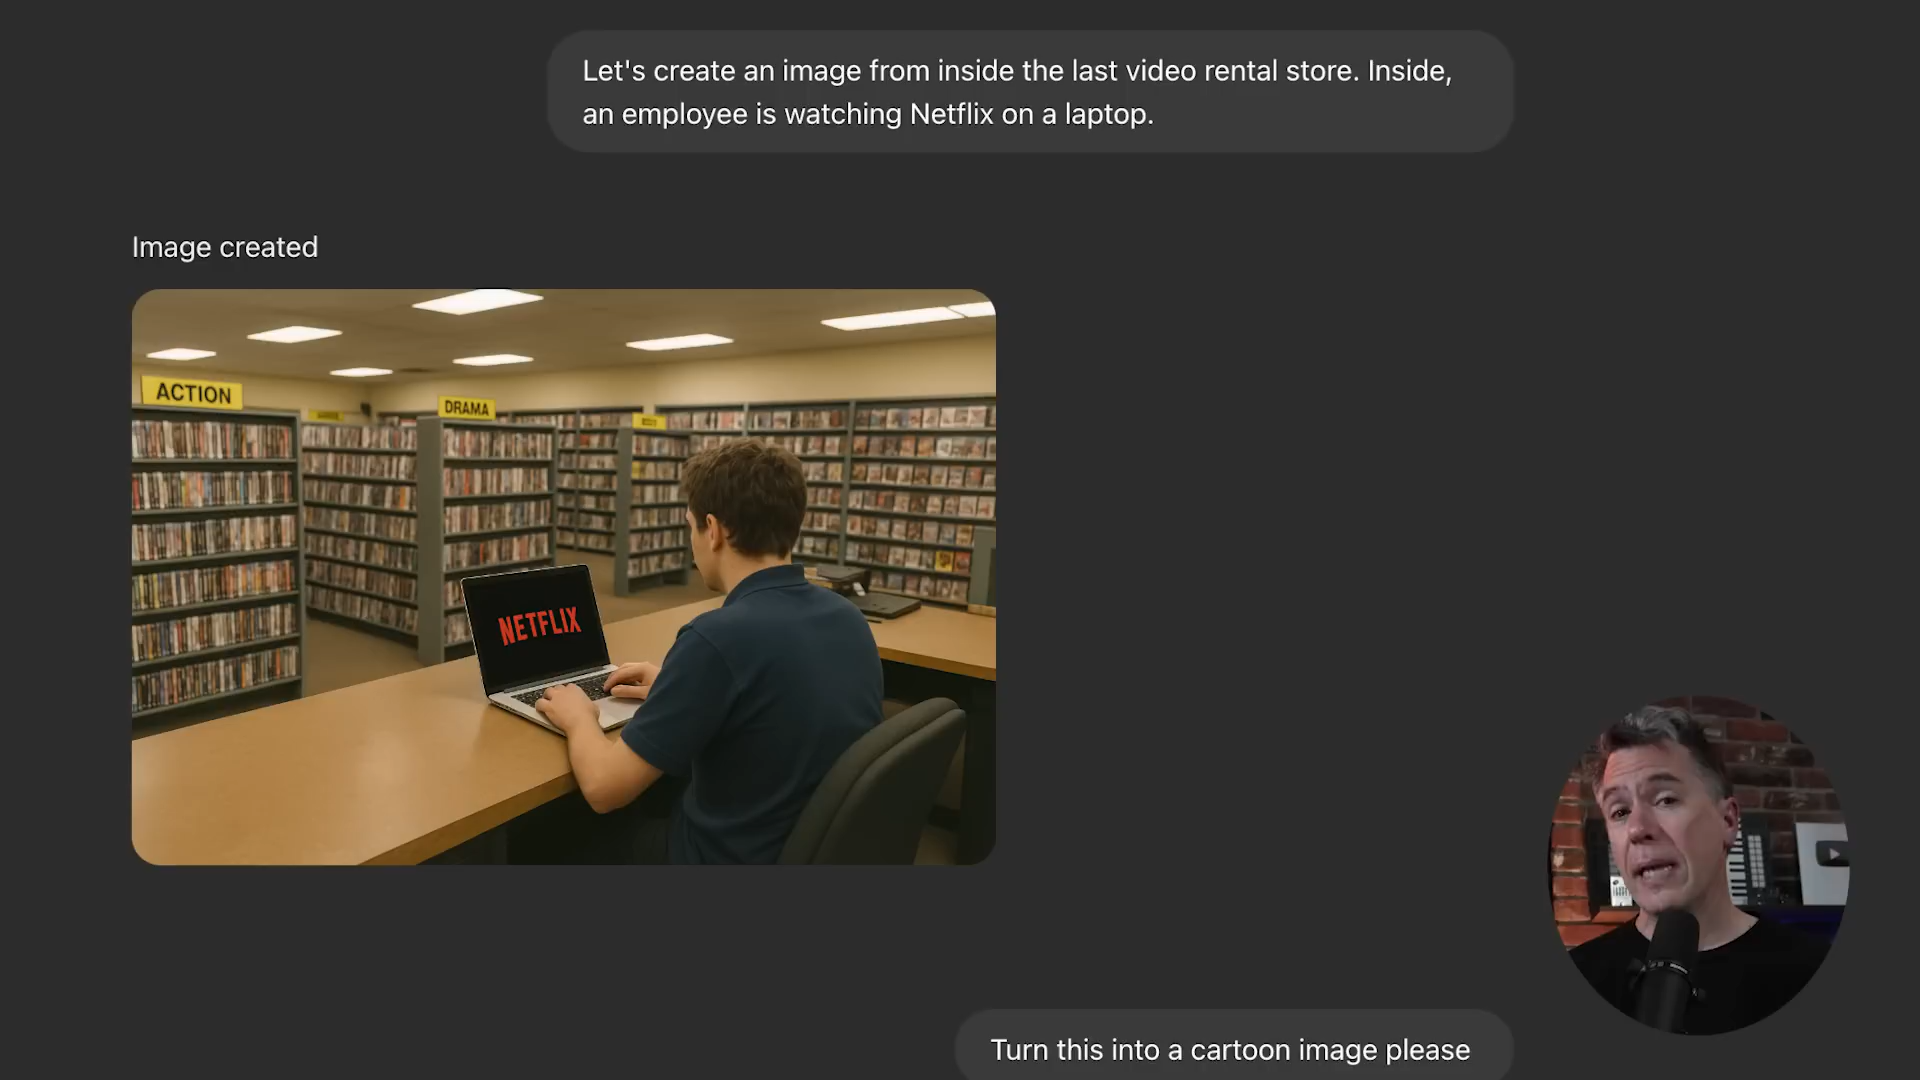 Let's create an image from inside the last video rental store. Inside,
an employee is watching Netflix on a laptop.
Image created
ACTION
DRAMA
NETFLIX
Turn this into a cartoon image please